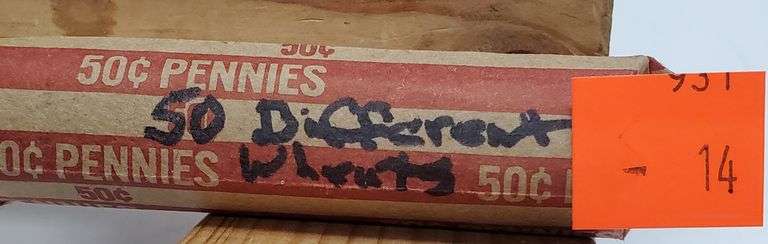 50¢
50¢ PENNIES
50 Different
0¢ PENNIES Wheats 50¢
50¢
931
- 14